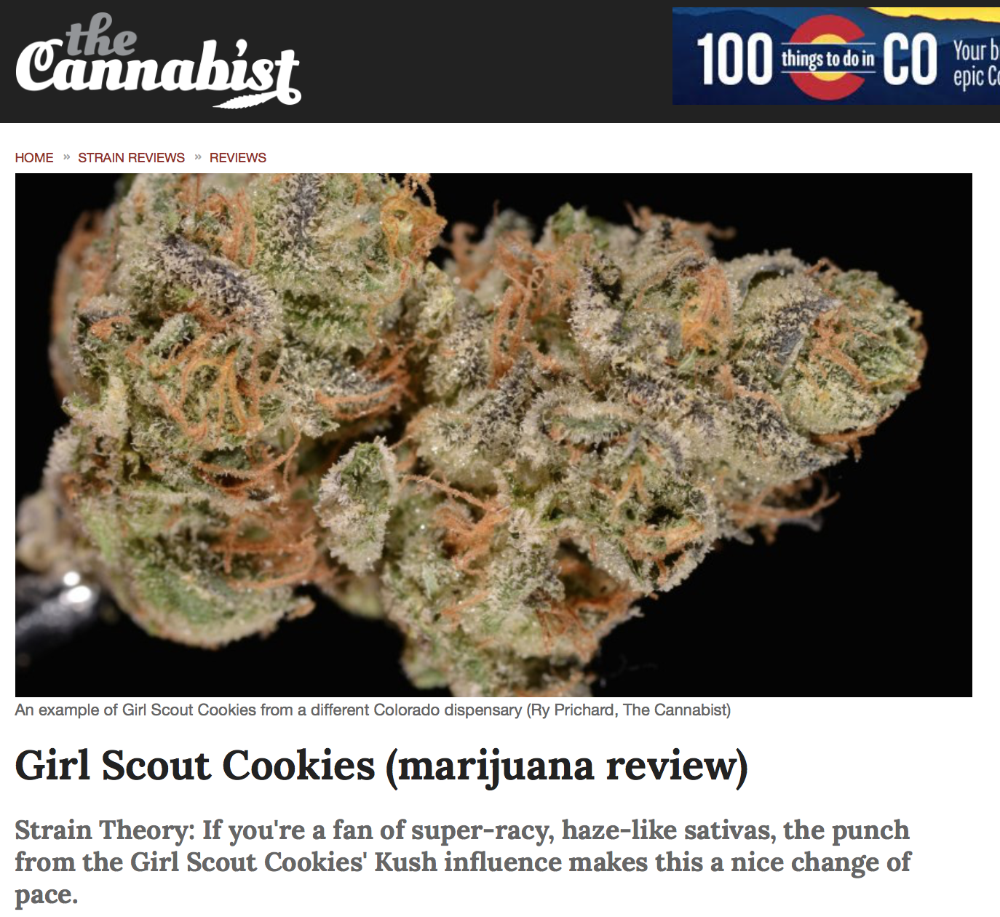 the
Cannabist
100 things to do in CO
Your b
epic Co
HOME » STRAIN REVIEWS » REVIEWS
An example of Girl Scout Cookies from a different Colorado dispensary (Ry Prichard, The Cannabist)
Girl Scout Cookies (marijuana review)
Strain Theory: If you're a fan of super-racy, haze-like sativas, the punch
from the Girl Scout Cookies' Kush influence makes this a nice change of
pace.